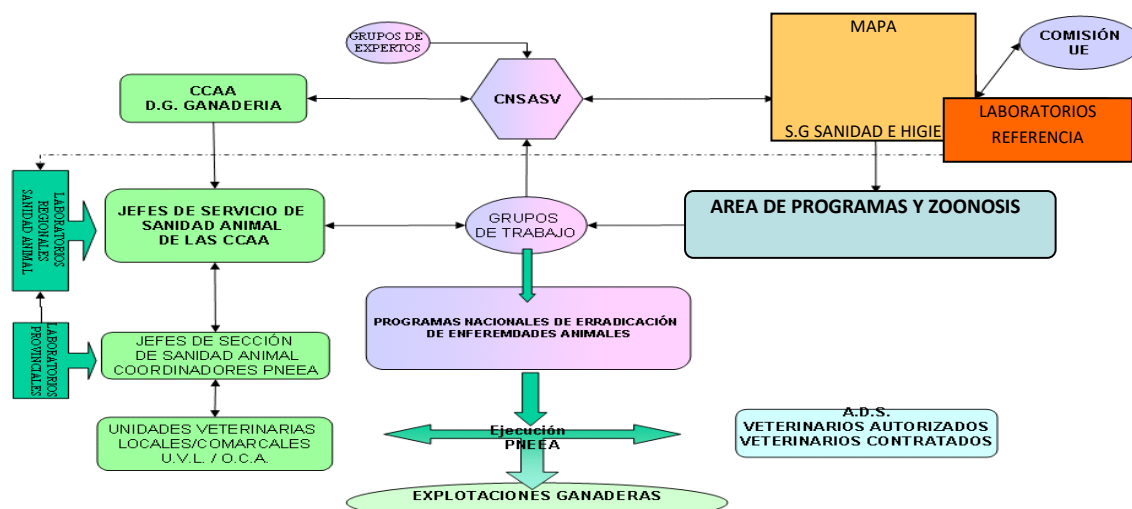 GRUPOS DE
EXPERTOS
MAPA
S.G SANIDAD E HIGIE
COMISIÓN
UE
LABORATORIOS
REFERENCIA
CCAA
D.G. GANADERIA
CNSASV
LABORATORIOS
REGIONALES
SANIDAD ANIMAL
JEFES DE SERVICIO DE
SANIDAD ANIMAL
DE LAS CCAA
GRUPOS
DE TRABAJO
AREA DE PROGRAMAS Y ZOONOSIS
PROGRAMAS NACIONALES DE ERRADICACIÓN
DE ENFEREMDADES ANIMALES
LABORATORIOS
PROVINCIALES
JEFES DE SECCIÓN
DE SANIDAD ANIMAL
COORDINADORES PNEEA
UNIDADES VETERINARIAS
LOCALES/COMARCALES
U.V.L. / O.C.A.
Ejecución
PNEEA
A.D.S.
VETERINARIOS AUTORIZADOS
VETERINARIOS CONTRATADOS
EXPLOTACIONES GANADERAS